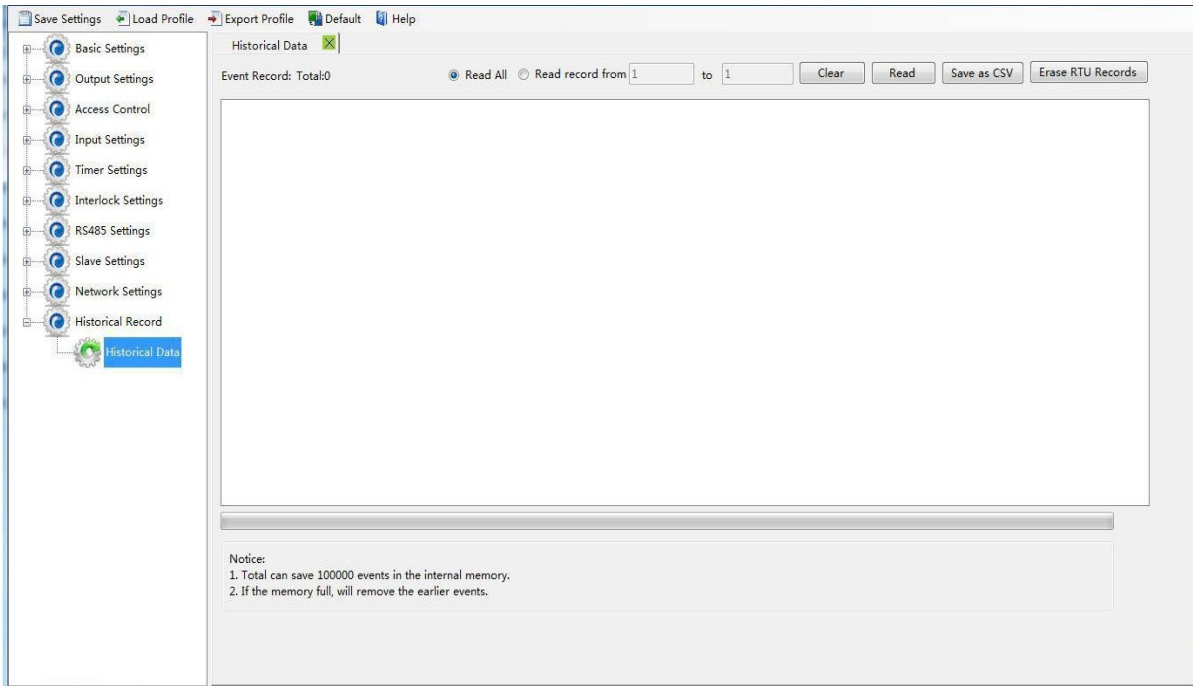 Save Settings Load Profile Export Profile Default Help
Basic Settings
Output Settings
Access Control
Input Settings
Timer Settings
Interlock Settings
RS485 Settings
Slave Settings
Network Settings
Historical Record
Historical Data
Historical Data
Event Record: Total:0 Read All Read record from 1 to 1 Clear Read Save as CSV Erase RTU Records
Notice:
1. Total can save 100000 events in the internal memory.
2. If the memory full, will remove the earlier events.